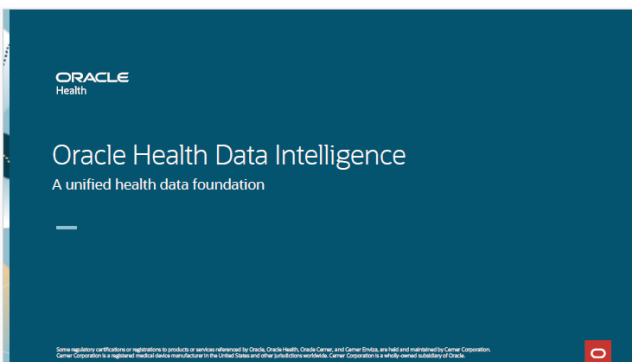 ORACLE
Health
Oracle Health Data Intelligence
A unified health data foundation
Some regulatory certifications or registrations to products or services referenced by Oracle, Oracle Health, Oracle Cerner, and Cerner Enviza, are held and maintained by Cerner Corporation.
Cerner Corporation is a registered medical device manufacturer in the United States and other jurisdictions worldwide. Cerner Corporation is a wholly-owned subsidiary of Oracle.